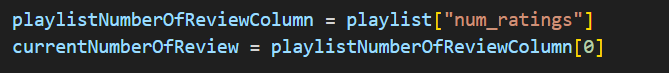 playlistNumberOfReviewColumn = playlist["num_ratings"]
currentNumberOfReview = playlistNumberOfReviewColumn[0]